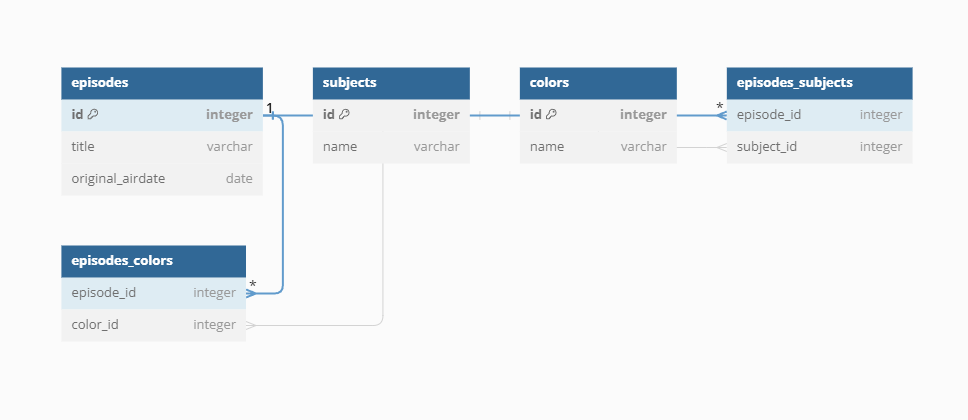 episodes
id integer
title varchar
original_airdate date
1
subjects
id integer
name varchar
colors
id integer
name varchar
episodes_subjects
* episode_id integer
subject_id integer
episodes_colors
* episode_id integer
color_id integer